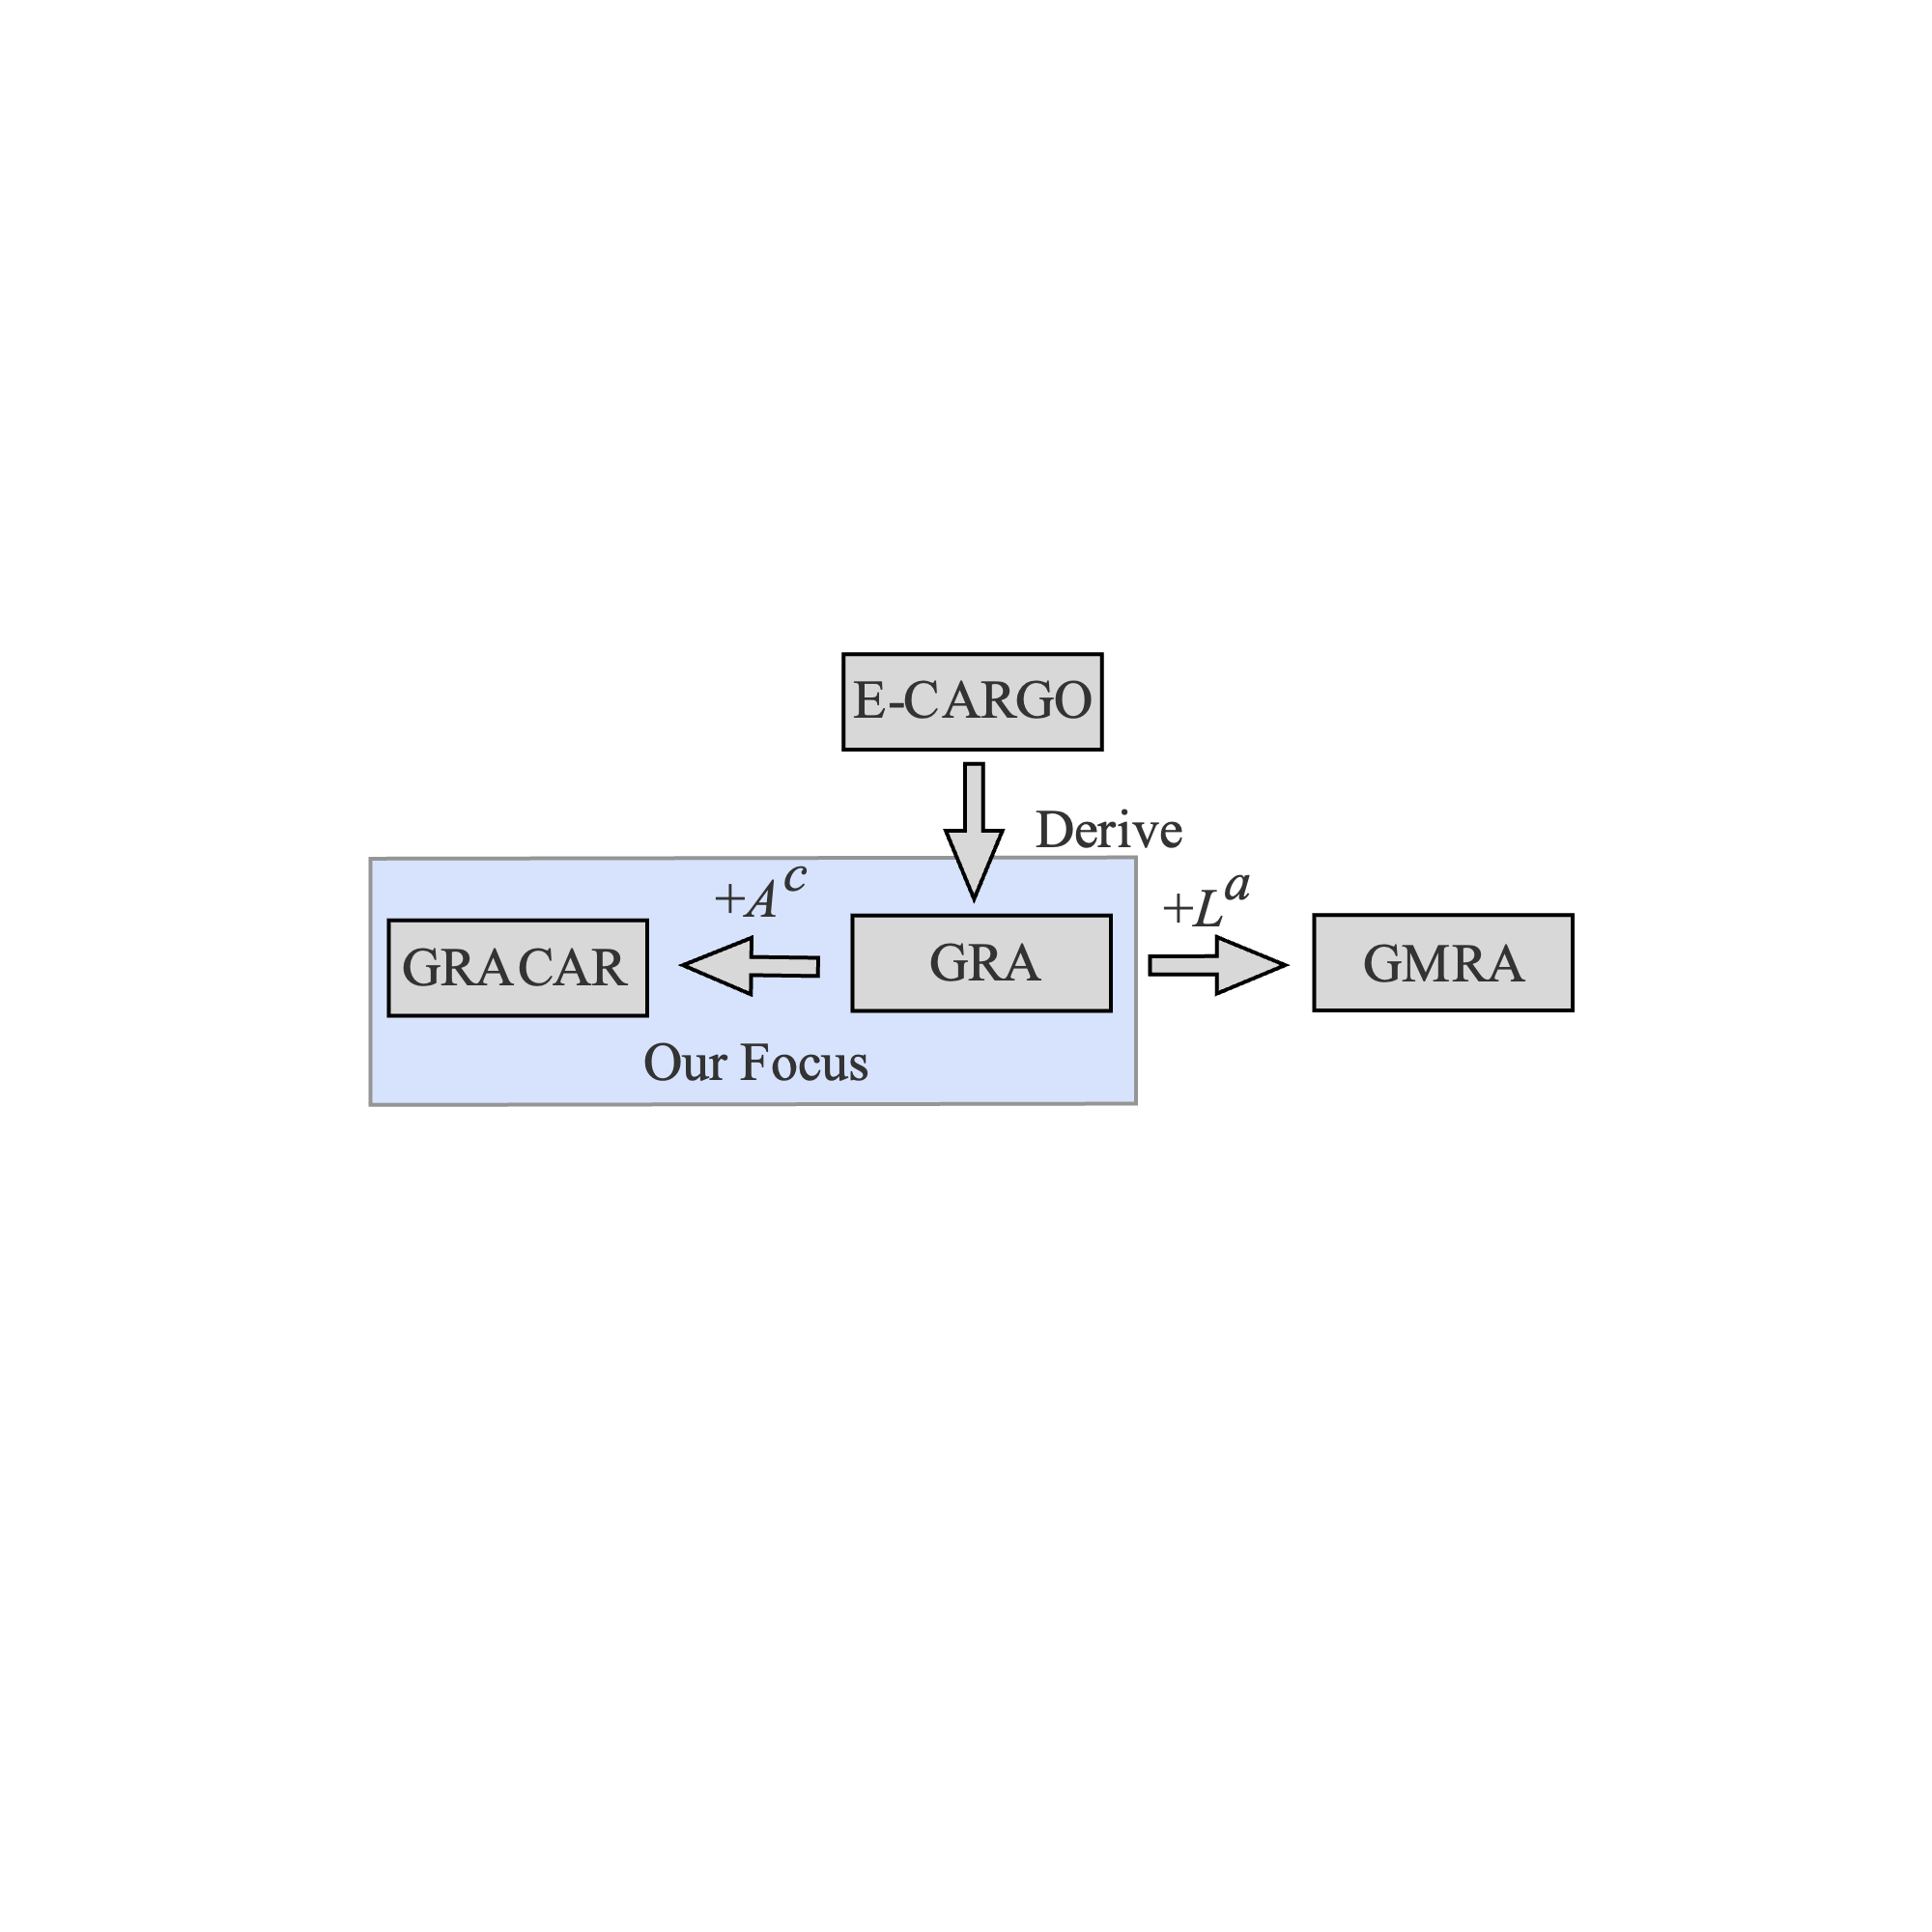 E-CARGO
Derive
+A^c
+L^a
GRACAR
GRA
GMRA
Our Focus